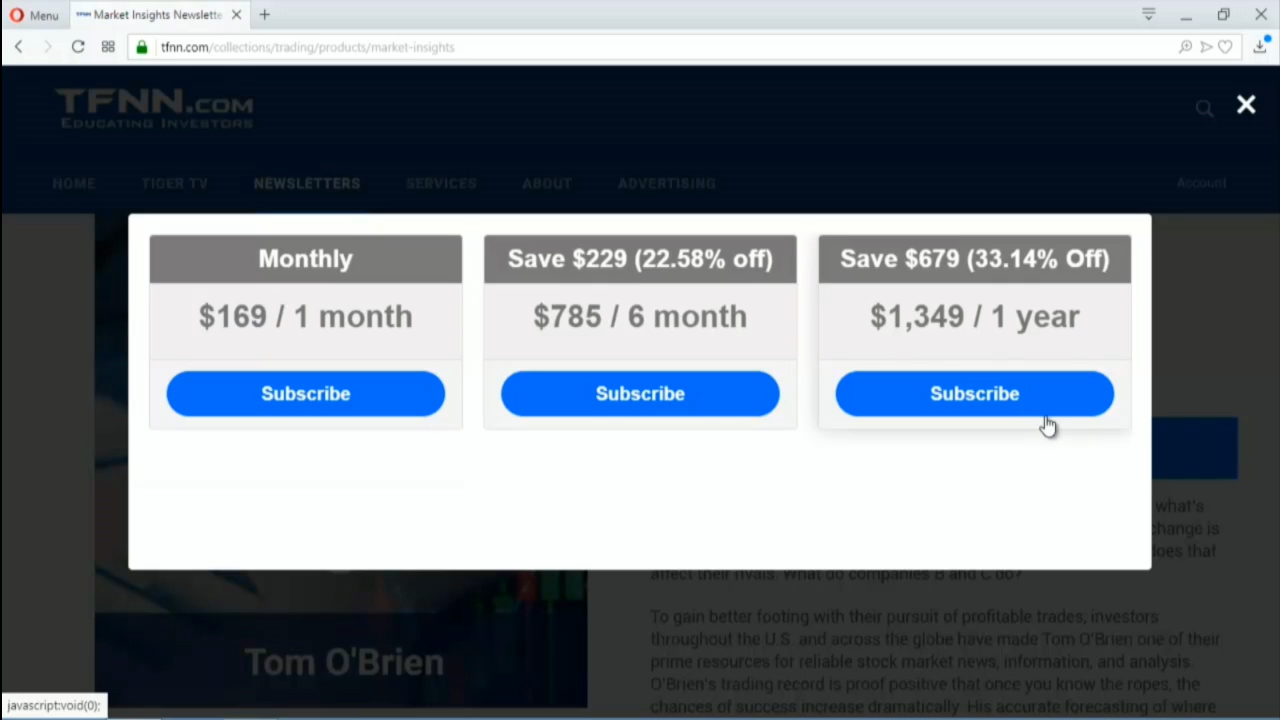 Menu
TFNN Market Insights Newslette
tfnn.com/collections/trading/products/market-insights
TFNN.COM
EDUCATING INVESTORS
HOME TIGER TV NEWSLETTERS SERVICES ABOUT ADVERTISING Account
Monthly
$169 / 1 month
Subscribe
Save $229 (22.58% off)
$785 / 6 month
Subscribe
Save $679 (33.14% Off)
$1,349 / 1 year
Subscribe
what's
change is
does that
affect their rivals. What do companies B and C do?
To gain better footing with their pursuit of profitable trades, investors
throughout the U.S. and across the globe have made Tom O'Brien one of their
prime resources for reliable stock market news, information, and analysis.
O'Brien's trading record is proof positive that once you know the ropes, the
chances of success increase dramatically. His accurate forecasting of where
Tom O'Brien
javascript:void(0);